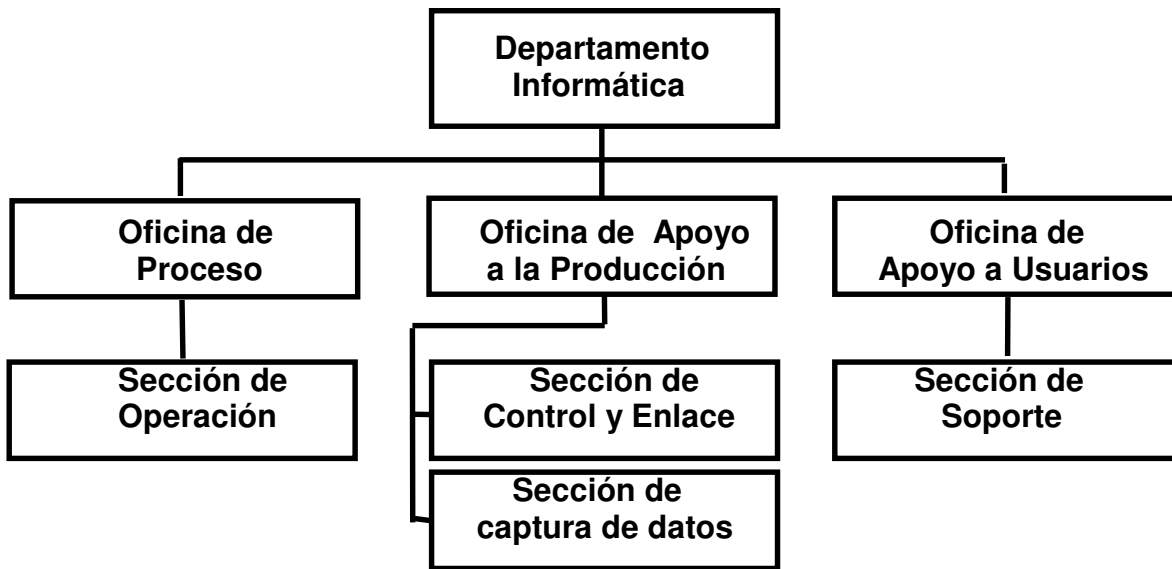 Departamento
Informática
Oficina de
Proceso
Oficina de Apoyo
a la Producción
Oficina de
Apoyo a Usuarios
Sección de
Operación
Sección de
Control y Enlace
Sección de
Soporte
Sección de
captura de datos